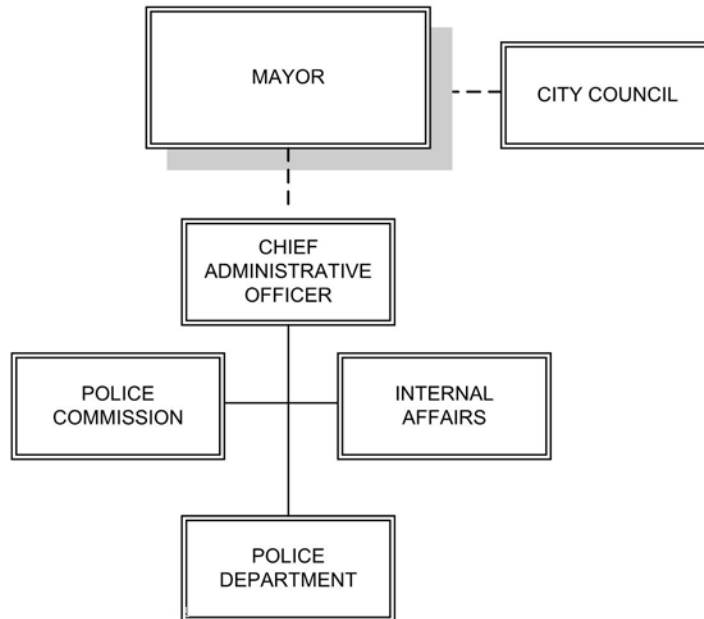 MAYOR
CITY COUNCIL
CHIEF
ADMINISTRATIVE
OFFICER
POLICE
COMMISSION
INTERNAL
AFFAIRS
POLICE
DEPARTMENT